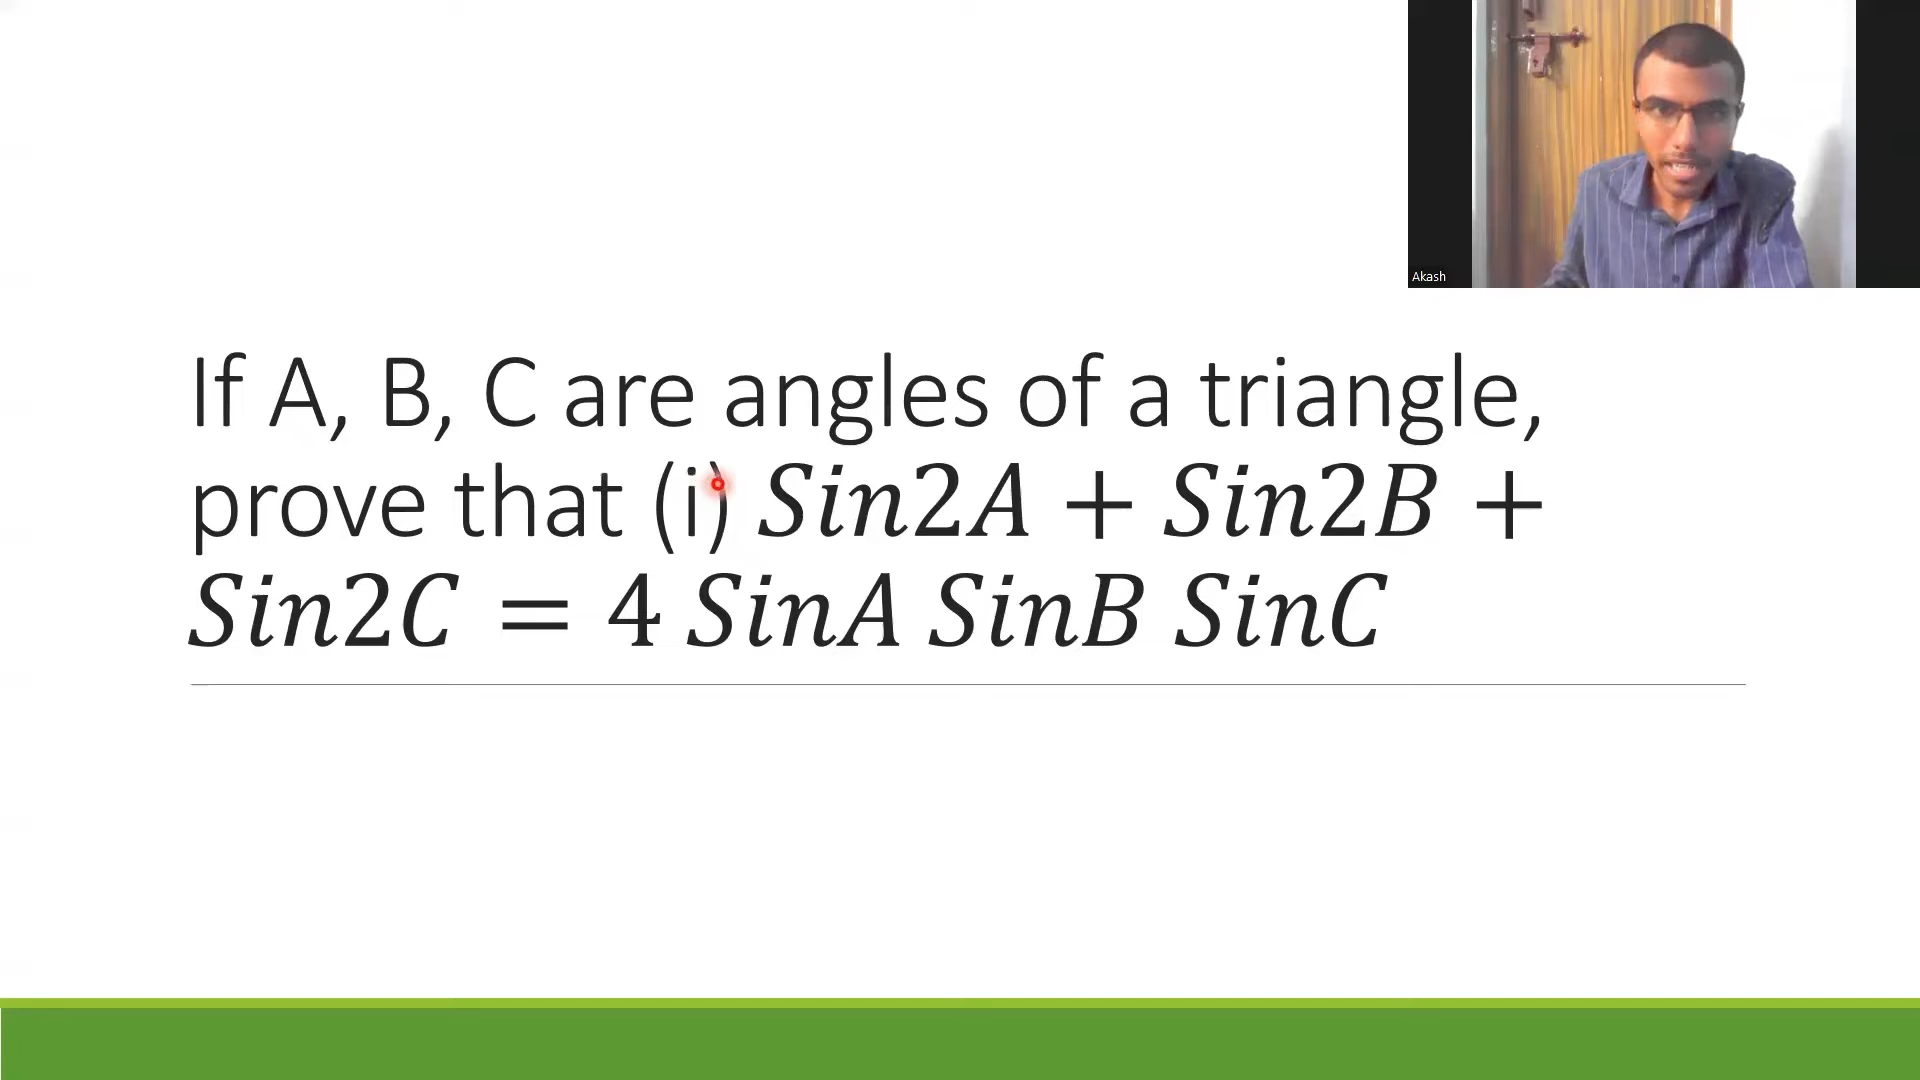 Akash
If A, B, C are angles of a triangle,
prove that (i) Sin2A + Sin2B +
Sin2C = 4 SinA SinB SinC